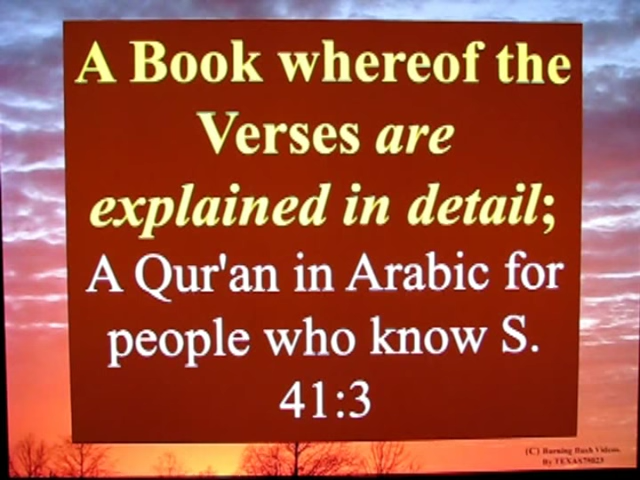 A Book whereof the
Verses are
explained in detail;
A Qur'an in Arabic for
people who know S.
41:3
(C) Burning Bush Videos.
By TEXAS79023